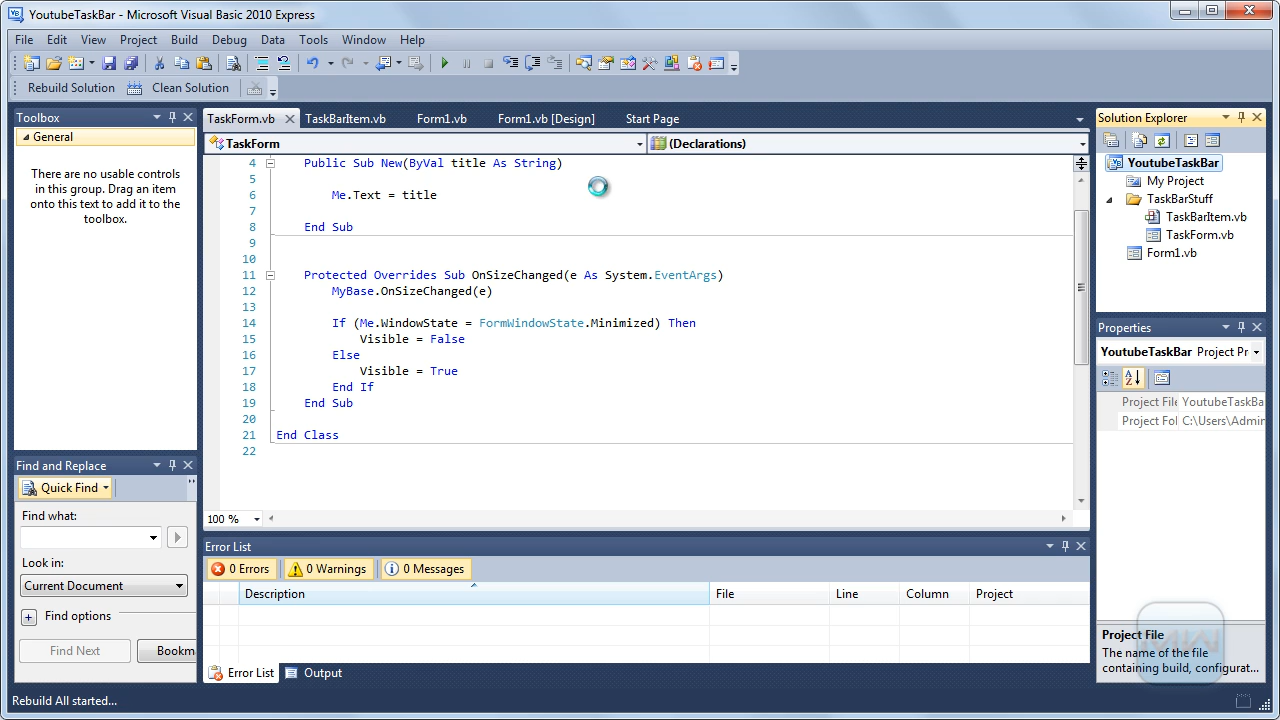 YoutubeTaskBar - Microsoft Visual Basic 2010 Express
File Edit View Project Build Debug Data Tools Window Help
Rebuild Solution Clean Solution
Toolbox
General
There are no usable controls
in this group. Drag an item
onto this text to add it to the
toolbox.
Find and Replace
Quick Find
Find what:
Look in:
Current Document
Find options
Find Next Bookm
TaskForm.vb TaskBarItem.vb Form1.vb Form1.vb [Design] Start Page
TaskForm (Declarations)
4 Public Sub New(ByVal title As String)
5
6 Me.Text = title
7
8 End Sub
9
10
11 Protected Overrides Sub OnSizeChanged(e As System.EventArgs)
12 MyBase.OnSizeChanged(e)
13
14 If (Me.WindowState = FormWindowState.Minimized) Then
15 Visible = False
16 Else
17 Visible = True
18 End If
19 End Sub
20
21 End Class
22
100 %
Error List
0 Errors 0 Warnings 0 Messages
Description File Line Column Project
Error List Output
Solution Explorer
YoutubeTaskBar
My Project
TaskBarStuff
TaskBarItem.vb
TaskForm.vb
Form1.vb
Properties
YoutubeTaskBar Project Pr
Project File YoutubeTaskBa
Project Fol C:\Users\Admin
Project File
The name of the file
containing build, configurat...
Rebuild All started...